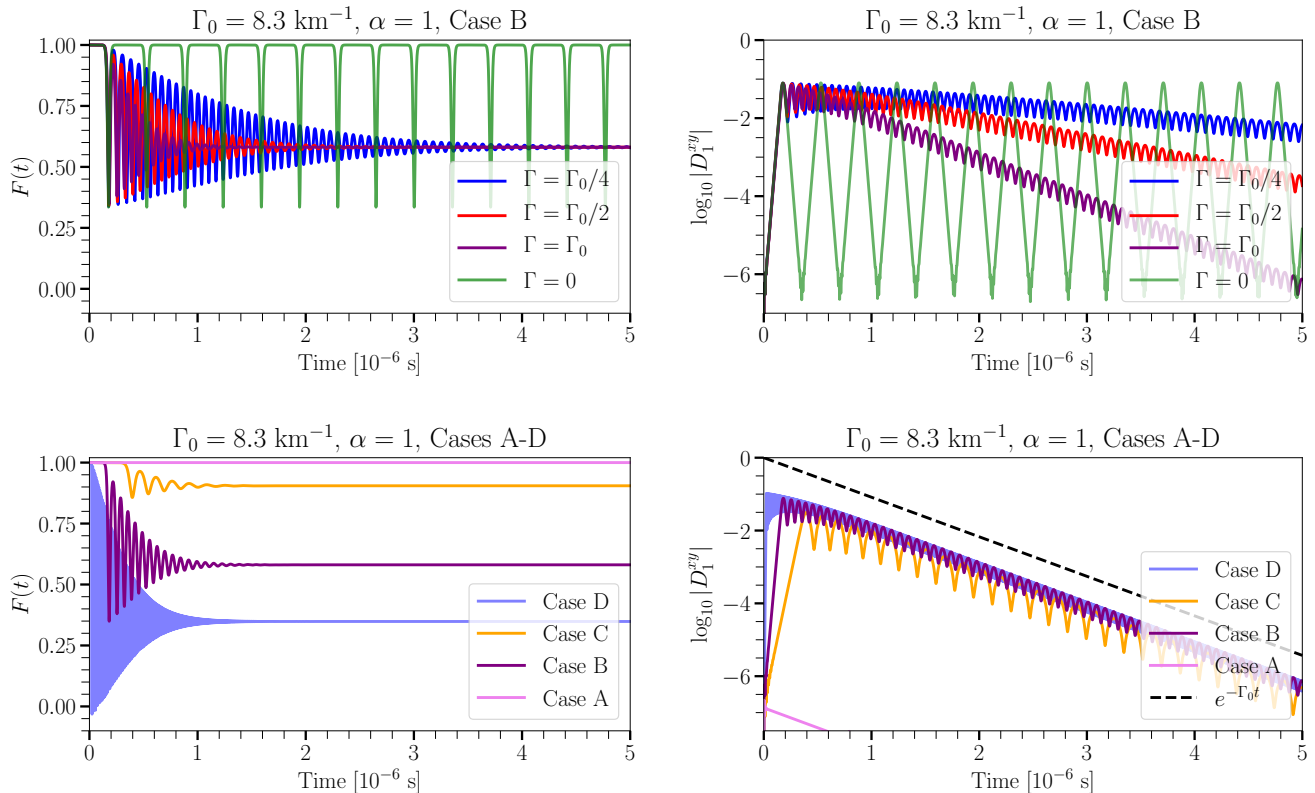 Γ₀ = 8.3 km⁻¹, α = 1, Case B
F(t)
1.00
0.75
0.50
0.25
0.00
Γ = Γ₀/4
Γ = Γ₀/2
Γ = Γ₀
Γ = 0
0 1 2 3 4 5
Time [10⁻⁶ s]
Γ₀ = 8.3 km⁻¹, α = 1, Case B
log₁₀ |D₁ˣʸ|
0
−2
−4
−6
Γ = Γ₀/4
Γ = Γ₀/2
Γ = Γ₀
Γ = 0
0 1 2 3 4 5
Time [10⁻⁶ s]
Γ₀ = 8.3 km⁻¹, α = 1, Cases A-D
F(t)
1.00
0.75
0.50
0.25
0.00
Case D
Case C
Case B
Case A
0 1 2 3 4 5
Time [10⁻⁶ s]
Γ₀ = 8.3 km⁻¹, α = 1, Cases A-D
log₁₀ |D₁ˣʸ|
0
−2
−4
−6
Case D
Case C
Case B
Case A
e^{−Γ₀t}
0 1 2 3 4 5
Time [10⁻⁶ s]